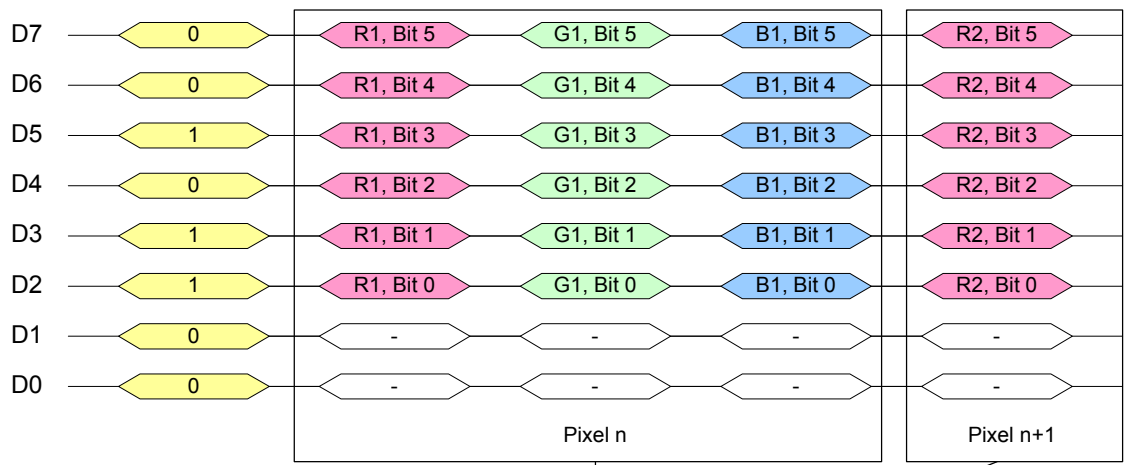 D7 0 R1, Bit 5 G1, Bit 5 B1, Bit 5 R2, Bit 5
D6 0 R1, Bit 4 G1, Bit 4 B1, Bit 4 R2, Bit 4
D5 1 R1, Bit 3 G1, Bit 3 B1, Bit 3 R2, Bit 3
D4 0 R1, Bit 2 G1, Bit 2 B1, Bit 2 R2, Bit 2
D3 1 R1, Bit 1 G1, Bit 1 B1, Bit 1 R2, Bit 1
D2 1 R1, Bit 0 G1, Bit 0 B1, Bit 0 R2, Bit 0
D1 0 - - - -
D0 0 - - - -
Pixel n Pixel n+1